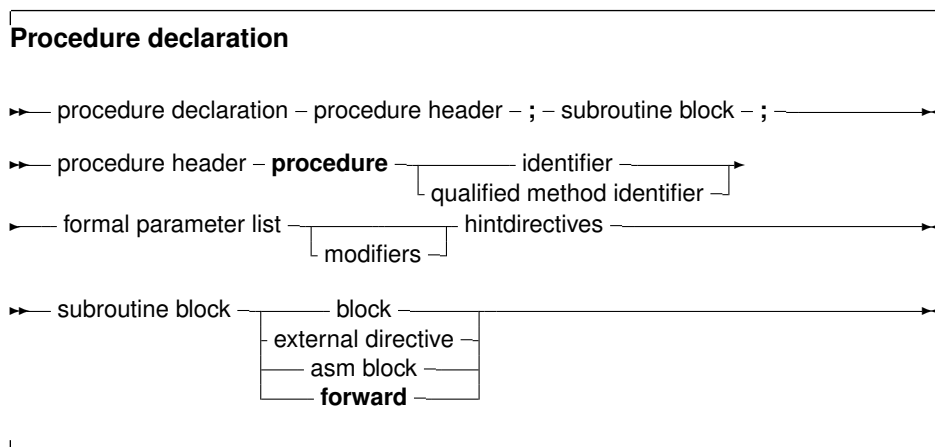 Procedure declaration
procedure declaration procedure header ; subroutine block ;
procedure header procedure identifier
qualified method identifier
formal parameter list hintdirectives
modifiers
subroutine block block
external directive
asm block
forward